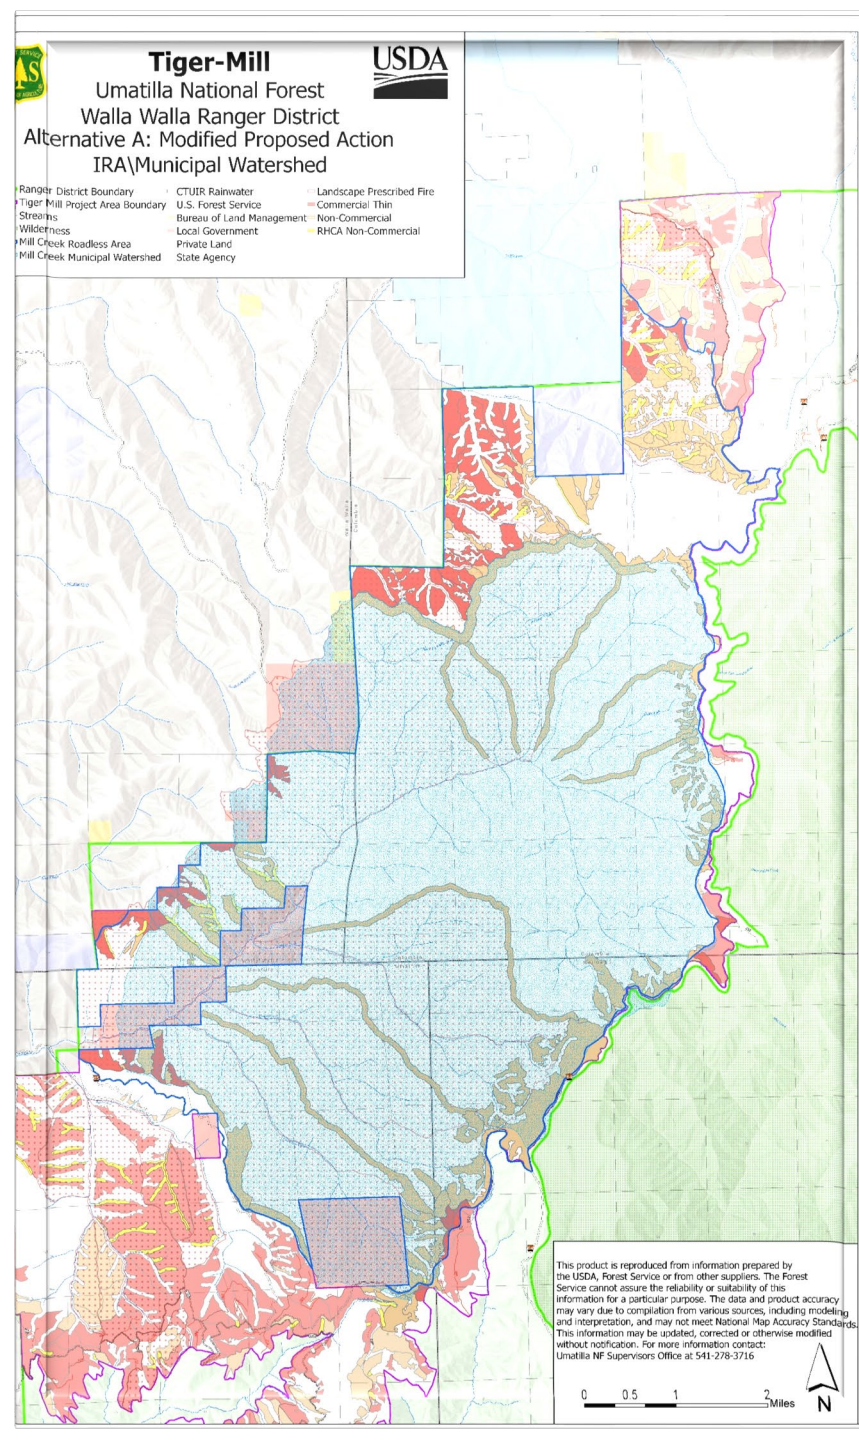 Tiger-Mill
USDA
Umatilla National Forest
Walla Walla Ranger District
Alternative A: Modified Proposed Action
IRA\Municipal Watershed
Ranger District Boundary
Tiger Mill Project Area Boundary
Streams
Wilderness
Mill Creek Roadless Area
Mill Creek Municipal Watershed
CTUIR Rainwater
U.S. Forest Service
Bureau of Land Management
Local Government
Private Land
State Agency
Landscape Prescribed Fire
Commercial Thin
Non-Commercial
RHCA Non-Commercial
This product is reproduced from information prepared by
the USDA, Forest Service or from other suppliers. The Forest
Service cannot assure the reliability or suitability of this
information for a purpose. The data and product accuracy
may vary due to compilation from various sources, including modeling
and interpretation, and may not meet National Map Accuracy Standards.
This information may be updated, corrected or otherwise modified
without notification. For more information contact:
Umatilla NF Supervisors Office at 541-278-3716
0 0.5 1 2
Miles
N